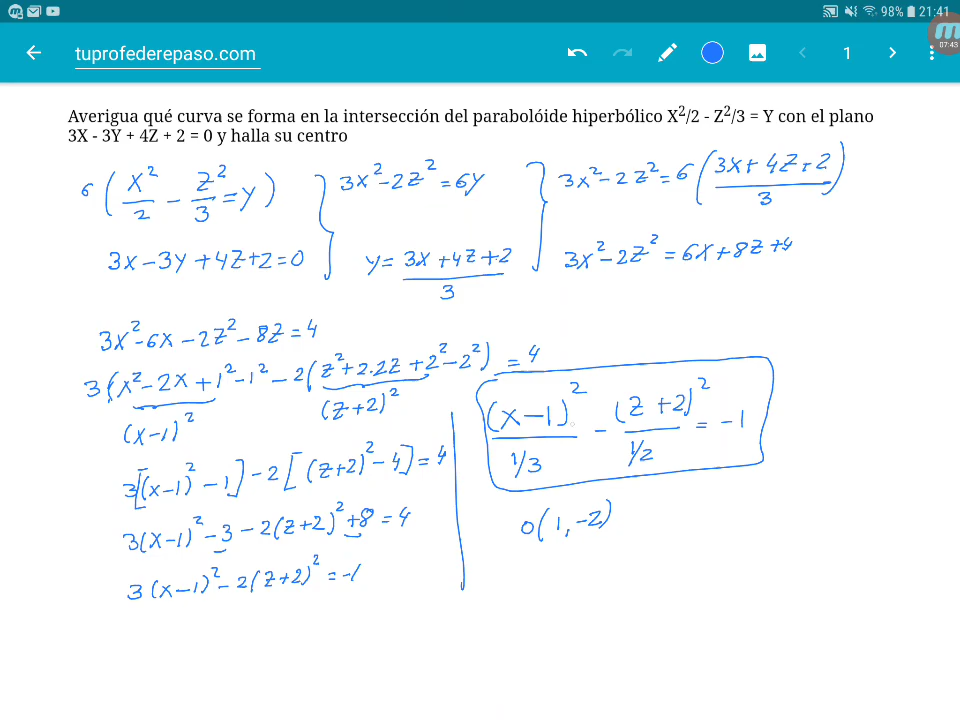 98% 21:41
tuprofederepaso.com
1
07:43
Averigua qué curva se forma en la intersección del parabolóide hiperbólico X²/2 - Z²/3 = Y con el plano
3X - 3Y + 4Z + 2 = 0 y halla su centro
6 ( X²/2 - Z²/3 = Y )
3X - 3Y + 4Z + 2 = 0
3X² - 2Z² = 6Y
Y = (3X + 4Z + 2)/3
3X² - 2Z² = 6 ( (3X + 4Z + 2)/3 )
3X² - 2Z² = 6X + 8Z + 4
3X² - 6X - 2Z² - 8Z = 4
3 (X² - 2X + 1² - 1² - 2 (Z² + 2·2Z + 2² - 2²) = 4
(X-1)² (Z+2)²
3[(X-1)² - 1] - 2 [(Z+2)² - 4] = 4
3(X-1)² - 3 - 2(Z+2)² + 8 = 4
3(X-1)² - 2(Z+2)² = -1
(X-1)²/1/3 - (Z+2)²/1/2 = -1
O(1, -2)